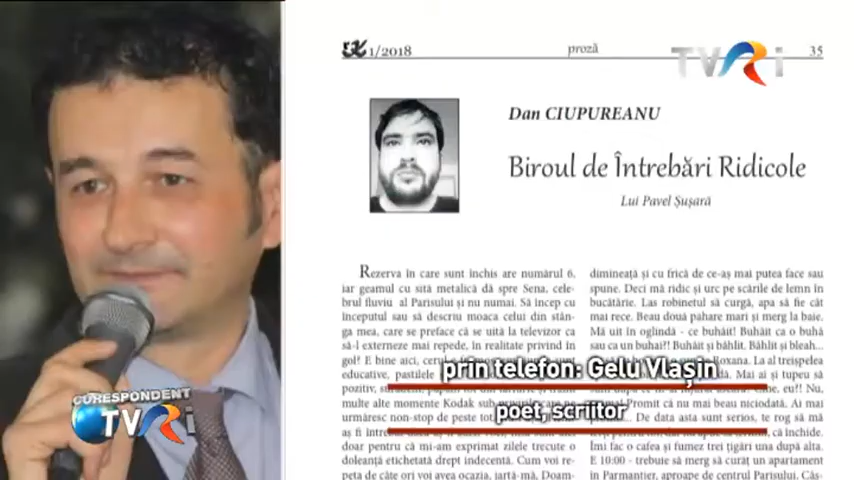 1/2018 proză 35
TVRi
Dan CIUPUREANU
Biroul de Întrebări Ridicole
Lui Pavel Șușară
Rezerva în care sunt închis are numărul 6,
iar geamul cu sită metalică dă spre Sena, cele-
brul fluviu al Parisului și nu numai. Să încep cu
începutul sau să descriu moaca celui din stân-
ga mea, care se preface că se uită la televizor ca
să-l externeze mai repede, în realitate privind în
gol! E bine aici,
educative, pastilele
pozitiv,
multe alte momente Kodak
urmăresc non-stop de peste
aș fi
doar pentru că mi-am exprimat zilele trecute o
doleanță etichetată drept indecentă. Cum voi re-
peta de câte ori voi avea ocazia, iartă-mă, Doam-
dimineață și cu frică de ce-aș mai putea face sau
spune. Deci mă ridic și urc pe scările de lemn în
bucătărie. Las robinetul să curgă, apa să fie cât
mai rece. Beau două pahare mari și merg la baie.
Mă uit în oglindă - ce buhăit! Buhăit ca o buhă
sau ca un buhai?! Buhăit și bâhlit. Bâhlit și bleah...
Roxana. La al treispelea
Mai ai și tupeu să
eu?! Nu,
Promit că nu mai beau niciodată. Ai mai
De data asta sunt serios, te rog să mă
că închide.
Îmi fac o cafea și fumez trei țigări una după alta.
E 10:00 - trebuie să merg să curăț un apartament
în Parmantier, aproape de centrul Parisului. Căs-
prin telefon: Gelu Vlașin
poet, scriitor
CORESPONDENT
TVRi